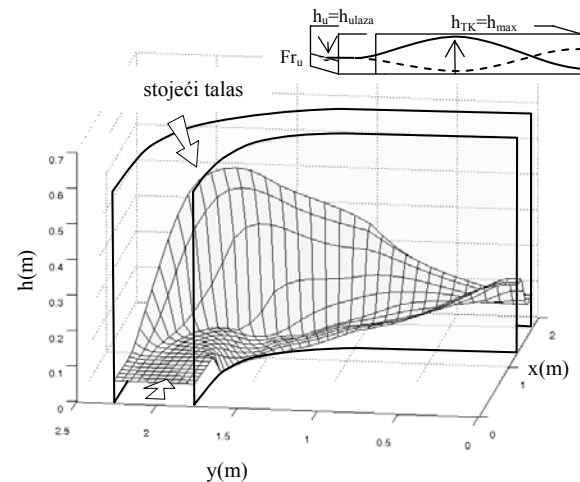 h_u=h_ulaza
h_TK=h_max
Fr_u
stojeći talas
h(m)
0.7
0.6
0.5
0.4
0.3
0.2
0.1
0
2.5
2
1.5
1
0.5
0
y(m)
0
1
2
x(m)